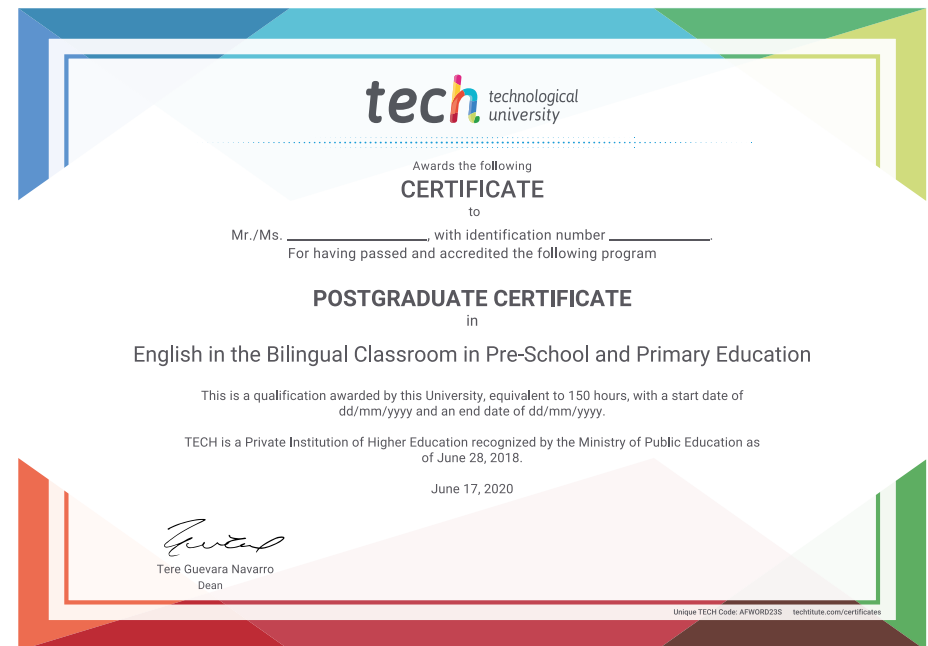 tech technological
university
Awards the following
CERTIFICATE
to
Mr./Ms. ____________________, with identification number ______________.
For having passed and accredited the following program
POSTGRADUATE CERTIFICATE
in
English in the Bilingual Classroom in Pre-School and Primary Education
This is a qualification awarded by this University, equivalent to 150 hours, with a start date of
dd/mm/yyyy and an end date of dd/mm/yyyy.
TECH is a Private Institution of Higher Education recognized by the Ministry of Public Education as
of June 28, 2018.
June 17, 2020
Tere Guevara Navarro
Dean
Unique TECH Code: AFWORD23S techtitute.com/certificates